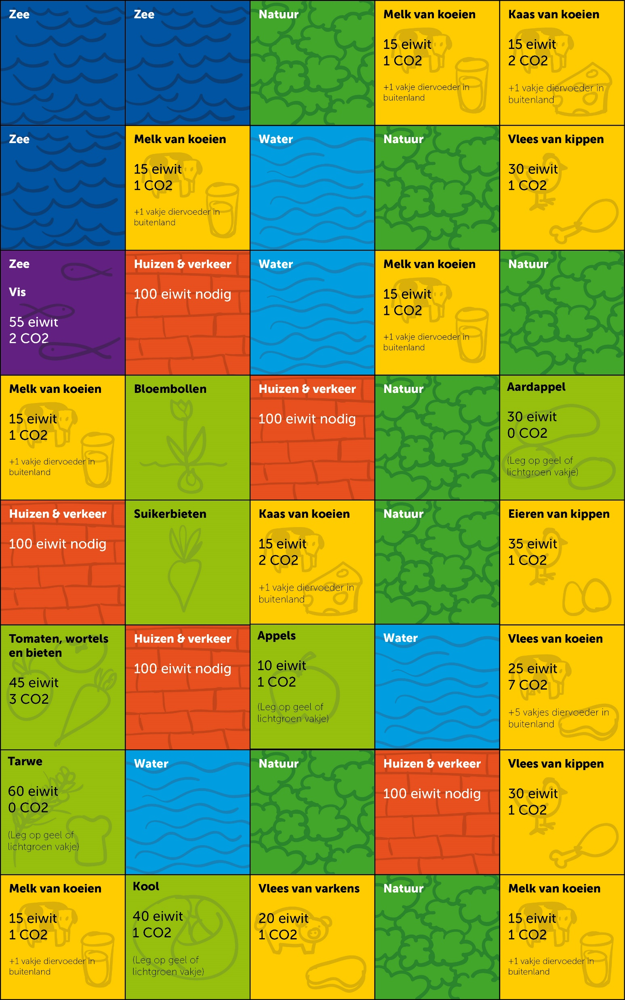 Zee
Zee
Natuur
Melk van koeien
15 eiwit
1 CO2
+1 vakje diervoeder in
buitenland
Kaas van koeien
15 eiwit
2 CO2
+1 vakje diervoeder in
buitenland
Zee
Melk van koeien
15 eiwit
1 CO2
+1 vakje diervoeder in
buitenland
Water
Natuur
Vlees van kippen
30 eiwit
1 CO2
Zee
Vis
55 eiwit
2 CO2
Huizen & verkeer
100 eiwit nodig
Water
Melk van koeien
15 eiwit
1 CO2
+1 vakje diervoeder in
buitenland
Natuur
Melk van koeien
15 eiwit
1 CO2
+1 vakje diervoeder in
buitenland
Bloembollen
Huizen & verkeer
100 eiwit nodig
Natuur
Aardappel
30 eiwit
0 CO2
(Leg op geel of
lichtgroen vakje)
Huizen & verkeer
100 eiwit nodig
Suikerbieten
Kaas van koeien
15 eiwit
2 CO2
+1 vakje diervoeder in
buitenland
Natuur
Eieren van kippen
35 eiwit
1 CO2
Tomaten, wortels
en bieten
45 eiwit
3 CO2
Huizen & verkeer
100 eiwit nodig
Appels
10 eiwit
1 CO2
(Leg op geel of
lichtgroen vakje)
Water
Vlees van koeien
25 eiwit
7 CO2
+5 vakjes diervoeder in
buitenland
Tarwe
60 eiwit
0 CO2
(Leg op geel of
lichtgroen vakje)
Water
Natuur
Huizen & verkeer
100 eiwit nodig
Vlees van kippen
30 eiwit
1 CO2
Melk van koeien
15 eiwit
1 CO2
+1 vakje diervoeder in
buitenland
Kool
40 eiwit
1 CO2
(Leg op geel of
lichtgroen vakje)
Vlees van varkens
20 eiwit
1 CO2
Natuur
Melk van koeien
15 eiwit
1 CO2
+1 vakje diervoeder in
buitenland